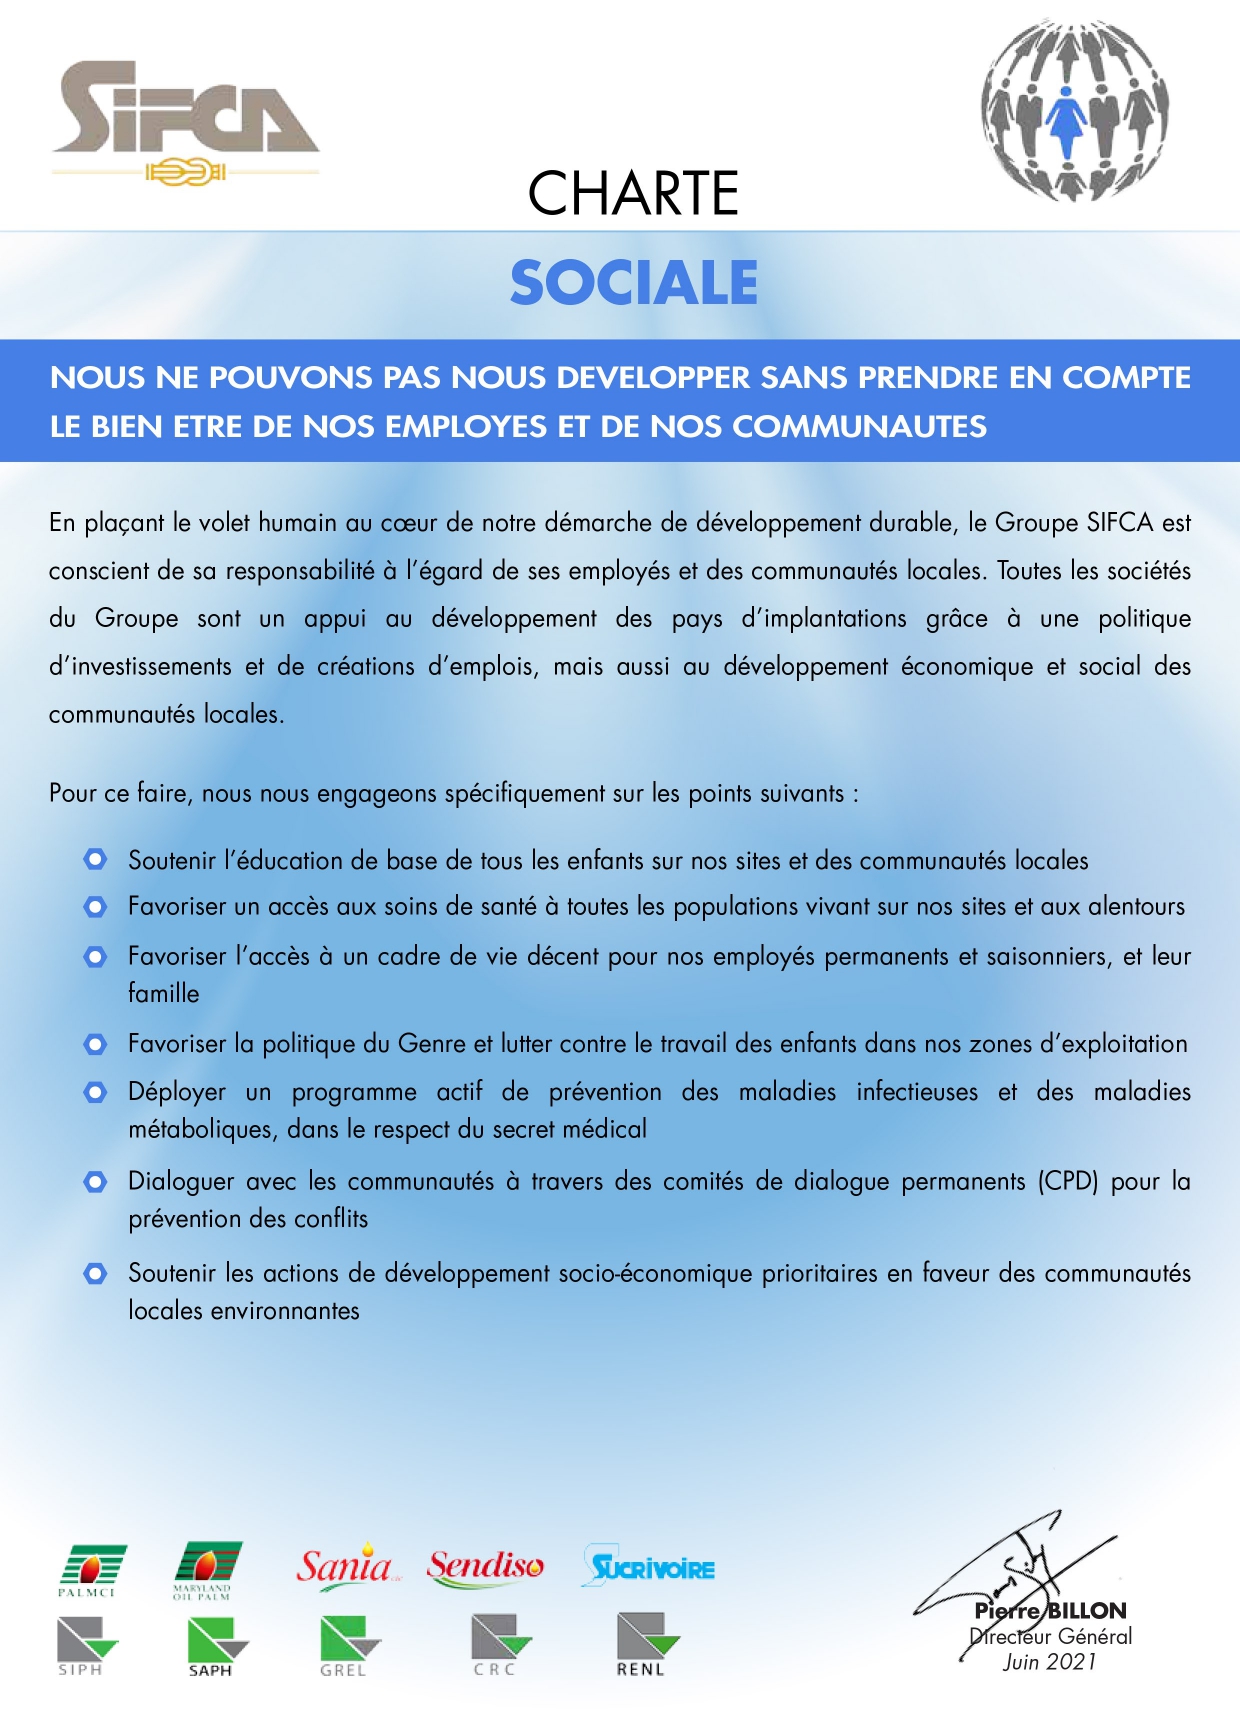 SIFCA
CHARTE
SOCIALE
NOUS NE POUVONS PAS NOUS DEVELOPPER SANS PRENDRE EN COMPTE
LE BIEN ETRE DE NOS EMPLOYES ET DE NOS COMMUNAUTES
En plaçant le volet humain au cœur de notre démarche de développement durable, le Groupe SIFCA est
conscient de sa responsabilité à l’égard de ses employés et des communautés locales. Toutes les sociétés
du Groupe sont un appui au développement des pays d’implantations grâce à une politique
d’investissements et de créations d’emplois, mais aussi au développement économique et social des
communautés locales.
Pour ce faire, nous nous engageons spécifiquement sur les points suivants :
Soutenir l’éducation de base de tous les enfants sur nos sites et des communautés locales
Favoriser un accès aux soins de santé à toutes les populations vivant sur nos sites et aux alentours
Favoriser l’accès à un cadre de vie décent pour nos employés permanents et saisonniers, et leur
famille
Favoriser la politique du Genre et lutter contre le travail des enfants dans nos zones d’exploitation
Déployer un programme actif de prévention des maladies infectieuses et des maladies
métaboliques, dans le respect du secret médical
Dialoguer avec les communautés à travers des comités de dialogue permanents (CPD) pour la
prévention des conflits
Soutenir les actions de développement socio-économique prioritaires en faveur des communautés
locales environnantes
PALMCI
MARYLAND
OIL PALM
Sania
Sendiso
SUCRIVOIRE
SIPH
SAPH
GREL
CRC
RENL
Pierre BILLON
Directeur Général
Juin 2021